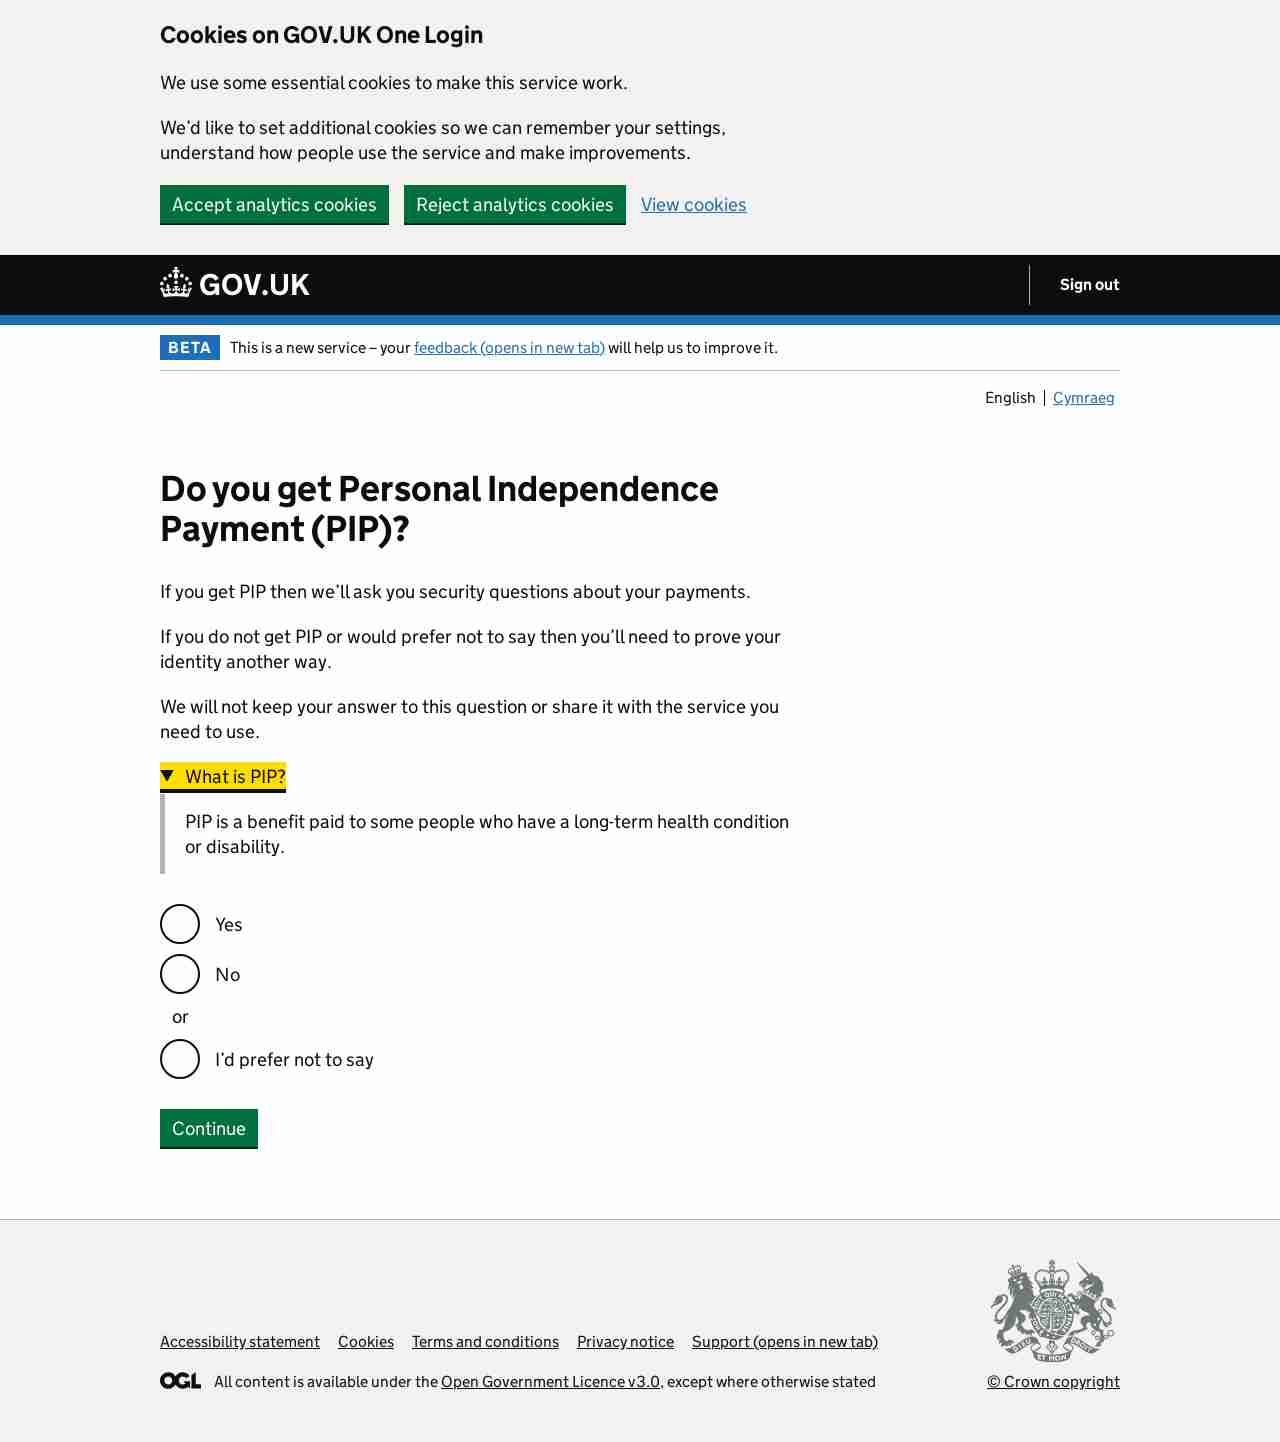 Cookies on GOV.UK One Login
We use some essential cookies to make this service work.
We’d like to set additional cookies so we can remember your settings,
understand how people use the service and make improvements.
Accept analytics cookies
Reject analytics cookies
View cookies
GOV.UK
Sign out
BETA
This is a new service – your feedback (opens in new tab) will help us to improve it.
English
Cymraeg
Do you get Personal Independence
Payment (PIP)?
If you get PIP then we’ll ask you security questions about your payments.
If you do not get PIP or would prefer not to say then you’ll need to prove your
identity another way.
We will not keep your answer to this question or share it with the service you
need to use.
What is PIP?
PIP is a benefit paid to some people who have a long-term health condition
or disability.
Yes
No
or
I’d prefer not to say
Continue
Accessibility statement
Cookies
Terms and conditions
Privacy notice
Support (opens in new tab)
OGL
All content is available under the Open Government Licence v3.0, except where otherwise stated
© Crown copyright